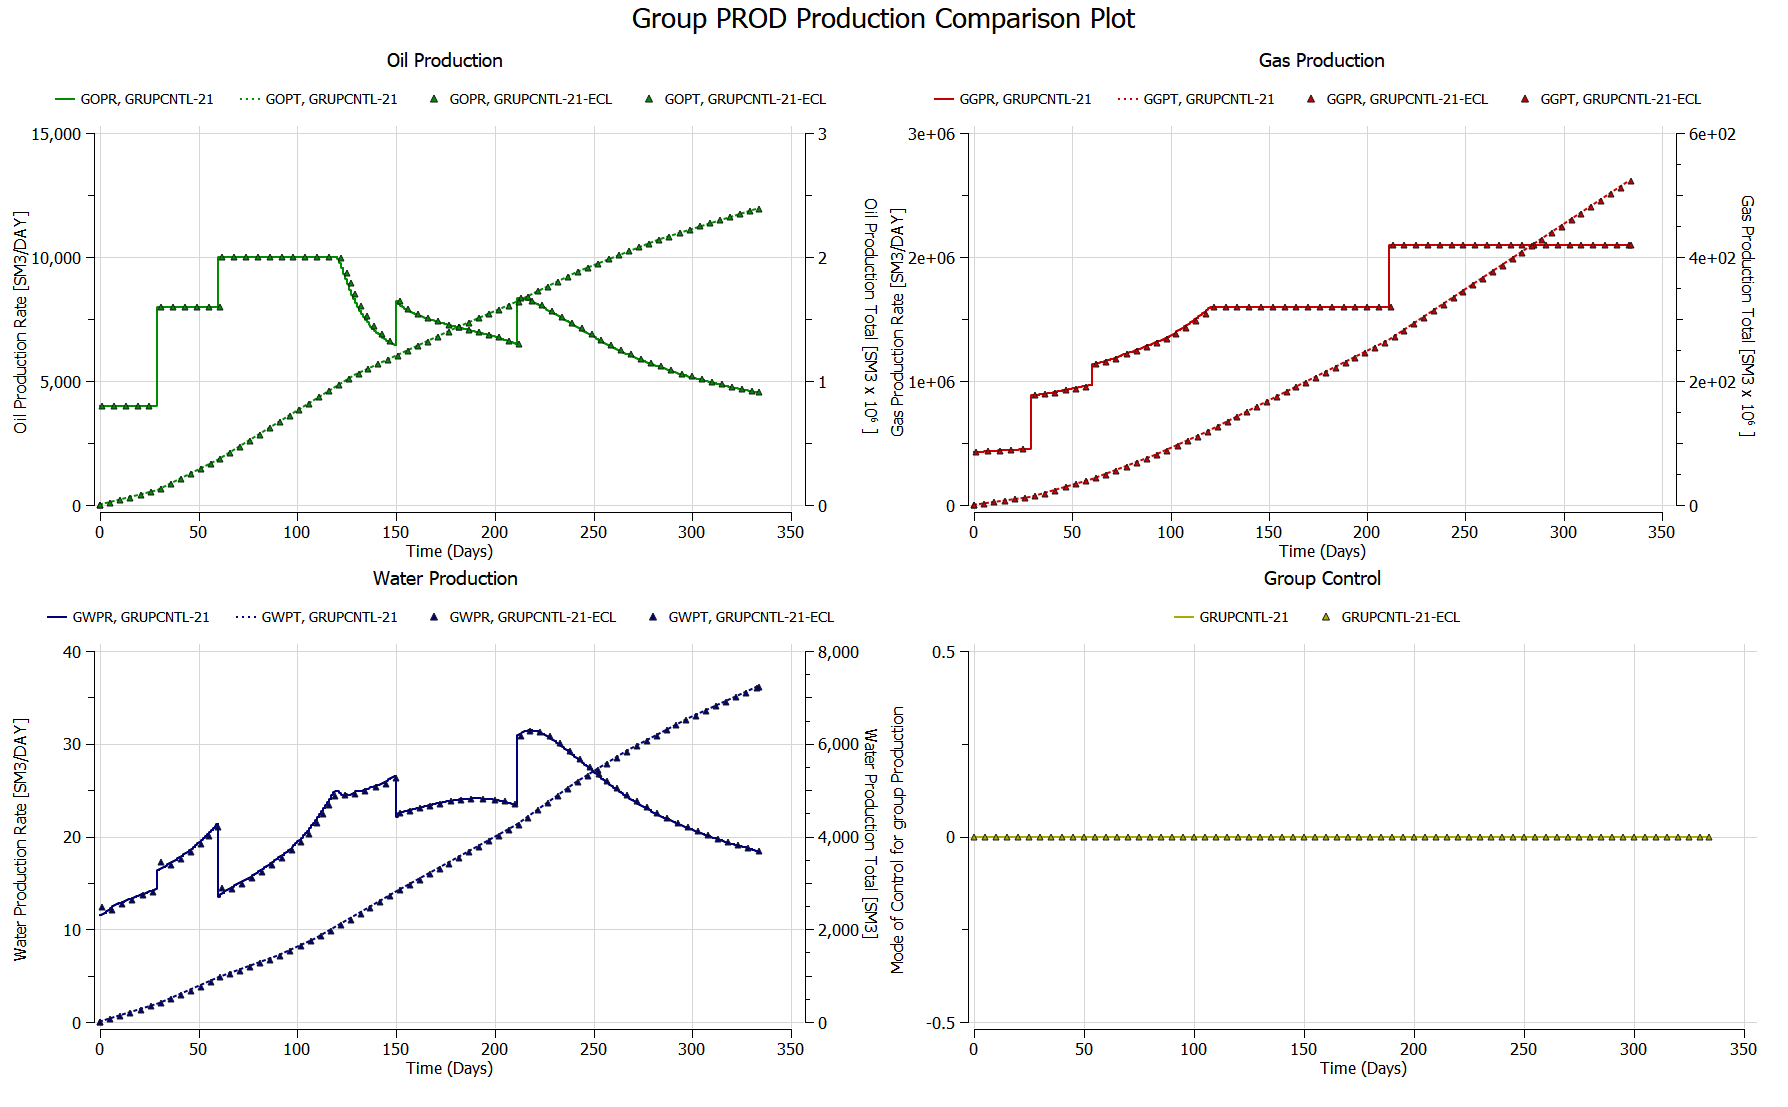 Group PROD Production Comparison Plot
Oil Production
GOPR, GRUPCNTL-21 GOPT, GRUPCNTL-21 GOPR, GRUPCNTL-21-ECL GOPT, GRUPCNTL-21-ECL
15,000
10,000
5,000
0
3
2
1
0
Oil Production Rate [SM3/DAY]
Oil Production Total [SM3 x 10⁶ ]
0 50 100 150 200 250 300 350
Time (Days)
Gas Production
GGPR, GRUPCNTL-21 GGPT, GRUPCNTL-21 GGPR, GRUPCNTL-21-ECL GGPT, GRUPCNTL-21-ECL
3e+06
2e+06
1e+06
0
6e+02
4e+02
2e+02
0
Gas Production Rate [SM3/DAY]
Gas Production Total [SM3 x 10⁶ ]
0 50 100 150 200 250 300 350
Time (Days)
Water Production
GWPR, GRUPCNTL-21 GWPT, GRUPCNTL-21 GWPR, GRUPCNTL-21-ECL GWPT, GRUPCNTL-21-ECL
40
30
20
10
0
8,000
6,000
4,000
2,000
0
Water Production Rate [SM3/DAY]
Water Production Total [SM3]
0 50 100 150 200 250 300 350
Time (Days)
Group Control
GRUPCNTL-21 GRUPCNTL-21-ECL
0.5
0
-0.5
Mode of Control for group Production
0 50 100 150 200 250 300 350
Time (Days)